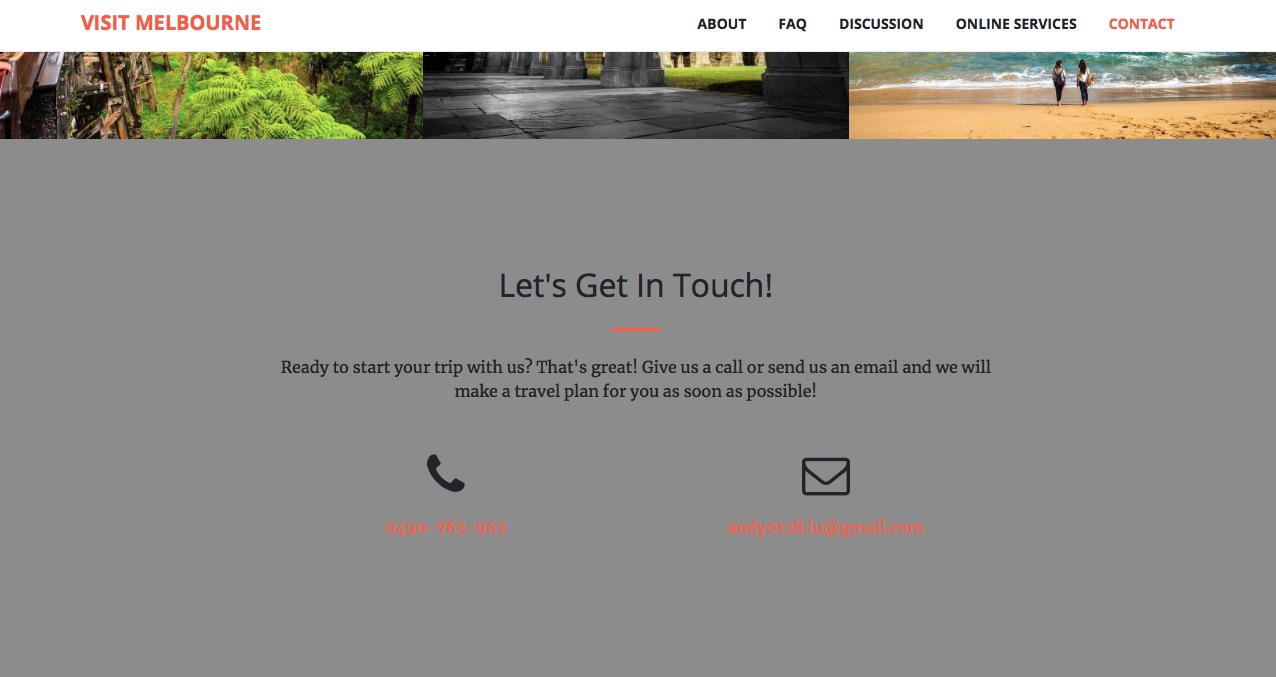 VISIT MELBOURNE
ABOUT FAQ DISCUSSION ONLINE SERVICES CONTACT
Let's Get In Touch!
Ready to start your trip with us? That's great! Give us a call or send us an email and we will
make a travel plan for you as soon as possible!
0490-763-962
andy0128.lu@gmail.com